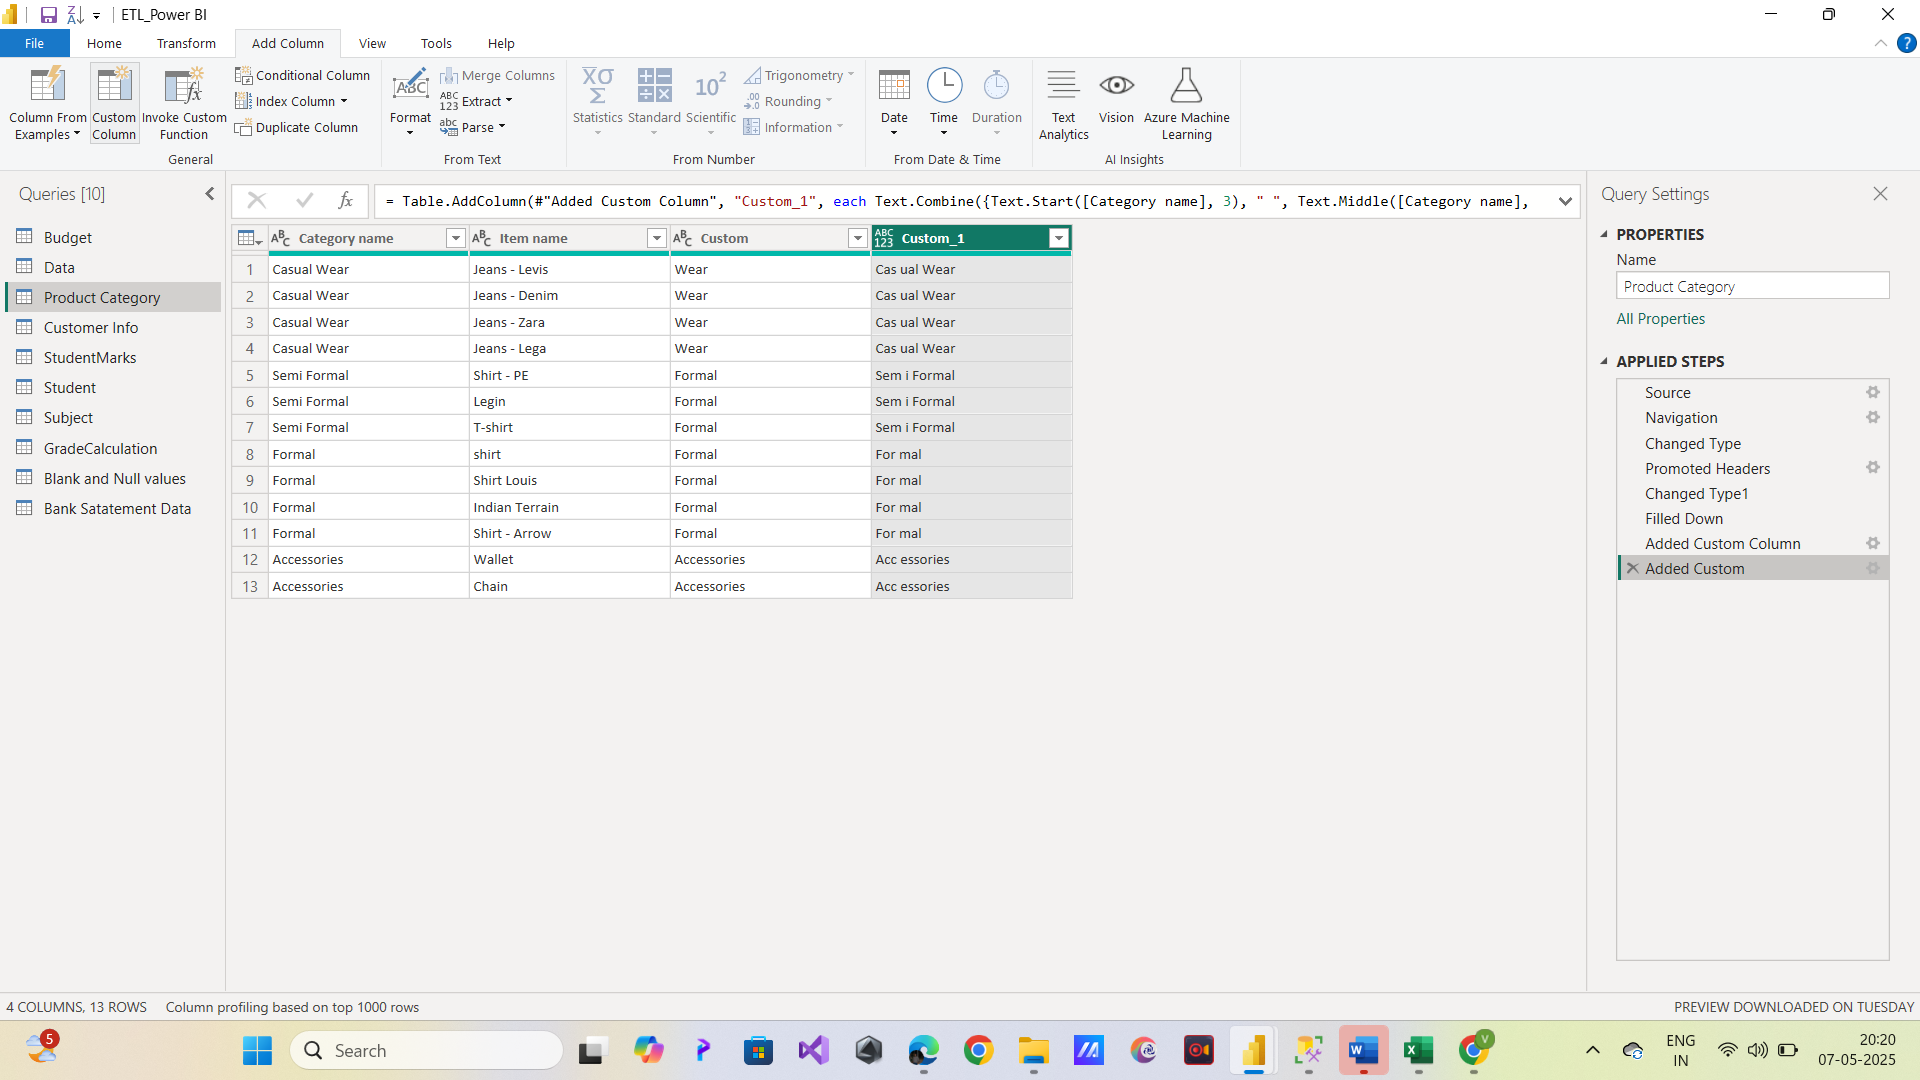 ETL_Power BI
File Home Transform Add Column View Tools Help
Column From Examples
Custom Column
Invoke Custom Function
Conditional Column
Index Column
Duplicate Column
General
Format
Merge Columns
Extract
Parse
From Text
Statistics
Standard
Scientific
Trigonometry
Rounding
Information
From Number
Date
Time
Duration
From Date & Time
Text Analytics
Vision
Azure Machine Learning
AI Insights
Queries [10]
Budget
Data
Product Category
Customer Info
StudentMarks
Student
Subject
GradeCalculation
Blank and Null values
Bank Satatement Data
= Table.AddColumn(#"Added Custom Column", "Custom_1", each Text.Combine({Text.Start([Category name], 3), " ", Text.Middle([Category name],
Category name Item name Custom Custom_1
1 Casual Wear Jeans - Levis Wear Cas ual Wear
2 Casual Wear Jeans - Denim Wear Cas ual Wear
3 Casual Wear Jeans - Zara Wear Cas ual Wear
4 Casual Wear Jeans - Lega Wear Cas ual Wear
5 Semi Formal Shirt - PE Formal Sem i Formal
6 Semi Formal Legin Formal Sem i Formal
7 Semi Formal T-shirt Formal Sem i Formal
8 Formal shirt Formal For mal
9 Formal Shirt Louis Formal For mal
10 Formal Indian Terrain Formal For mal
11 Formal Shirt - Arrow Formal For mal
12 Accessories Wallet Accessories Acc essories
13 Accessories Chain Accessories Acc essories
Query Settings
PROPERTIES
Name
Product Category
All Properties
APPLIED STEPS
Source
Navigation
Changed Type
Promoted Headers
Changed Type1
Filled Down
Added Custom Column
Added Custom
4 COLUMNS, 13 ROWS Column profiling based on top 1000 rows
PREVIEW DOWNLOADED ON TUESDAY
5
Search
ENG
IN
20:20
07-05-2025